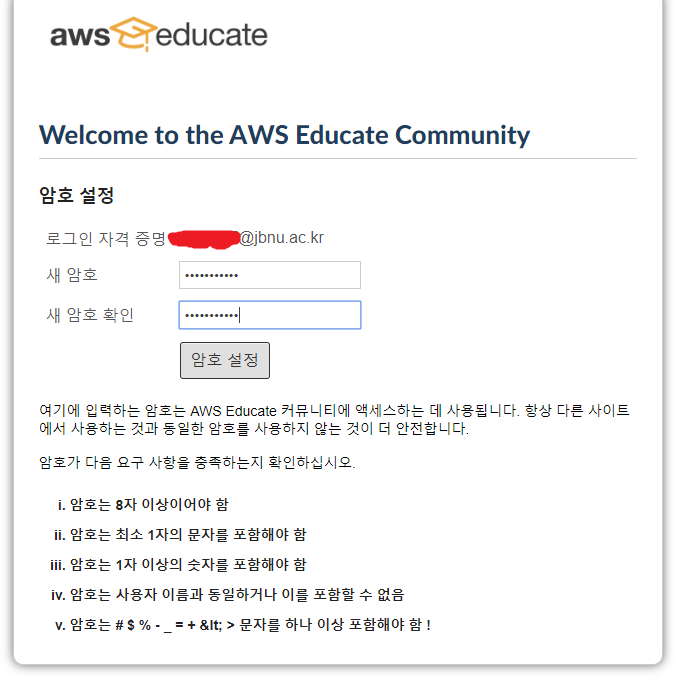 aws educate
Welcome to the AWS Educate Community
암호 설정
로그인 자격 증명 @jbnu.ac.kr
새 암호 •••••••••••
새 암호 확인 •••••••••••
암호 설정
여기에 입력하는 암호는 AWS Educate 커뮤니티에 액세스하는 데 사용됩니다. 항상 다른 사이트
에서 사용하는 것과 동일한 암호를 사용하지 않는 것이 더 안전합니다.
암호가 다음 요구 사항을 충족하는지 확인하십시오.
i. 암호는 8자 이상이어야 함
ii. 암호는 최소 1자의 문자를 포함해야 함
iii. 암호는 1자 이상의 숫자를 포함해야 함
iv. 암호는 사용자 이름과 동일하거나 이를 포함할 수 없음
v. 암호는 # $ % - _ = + &lt; > 문자를 하나 이상 포함해야 함 !